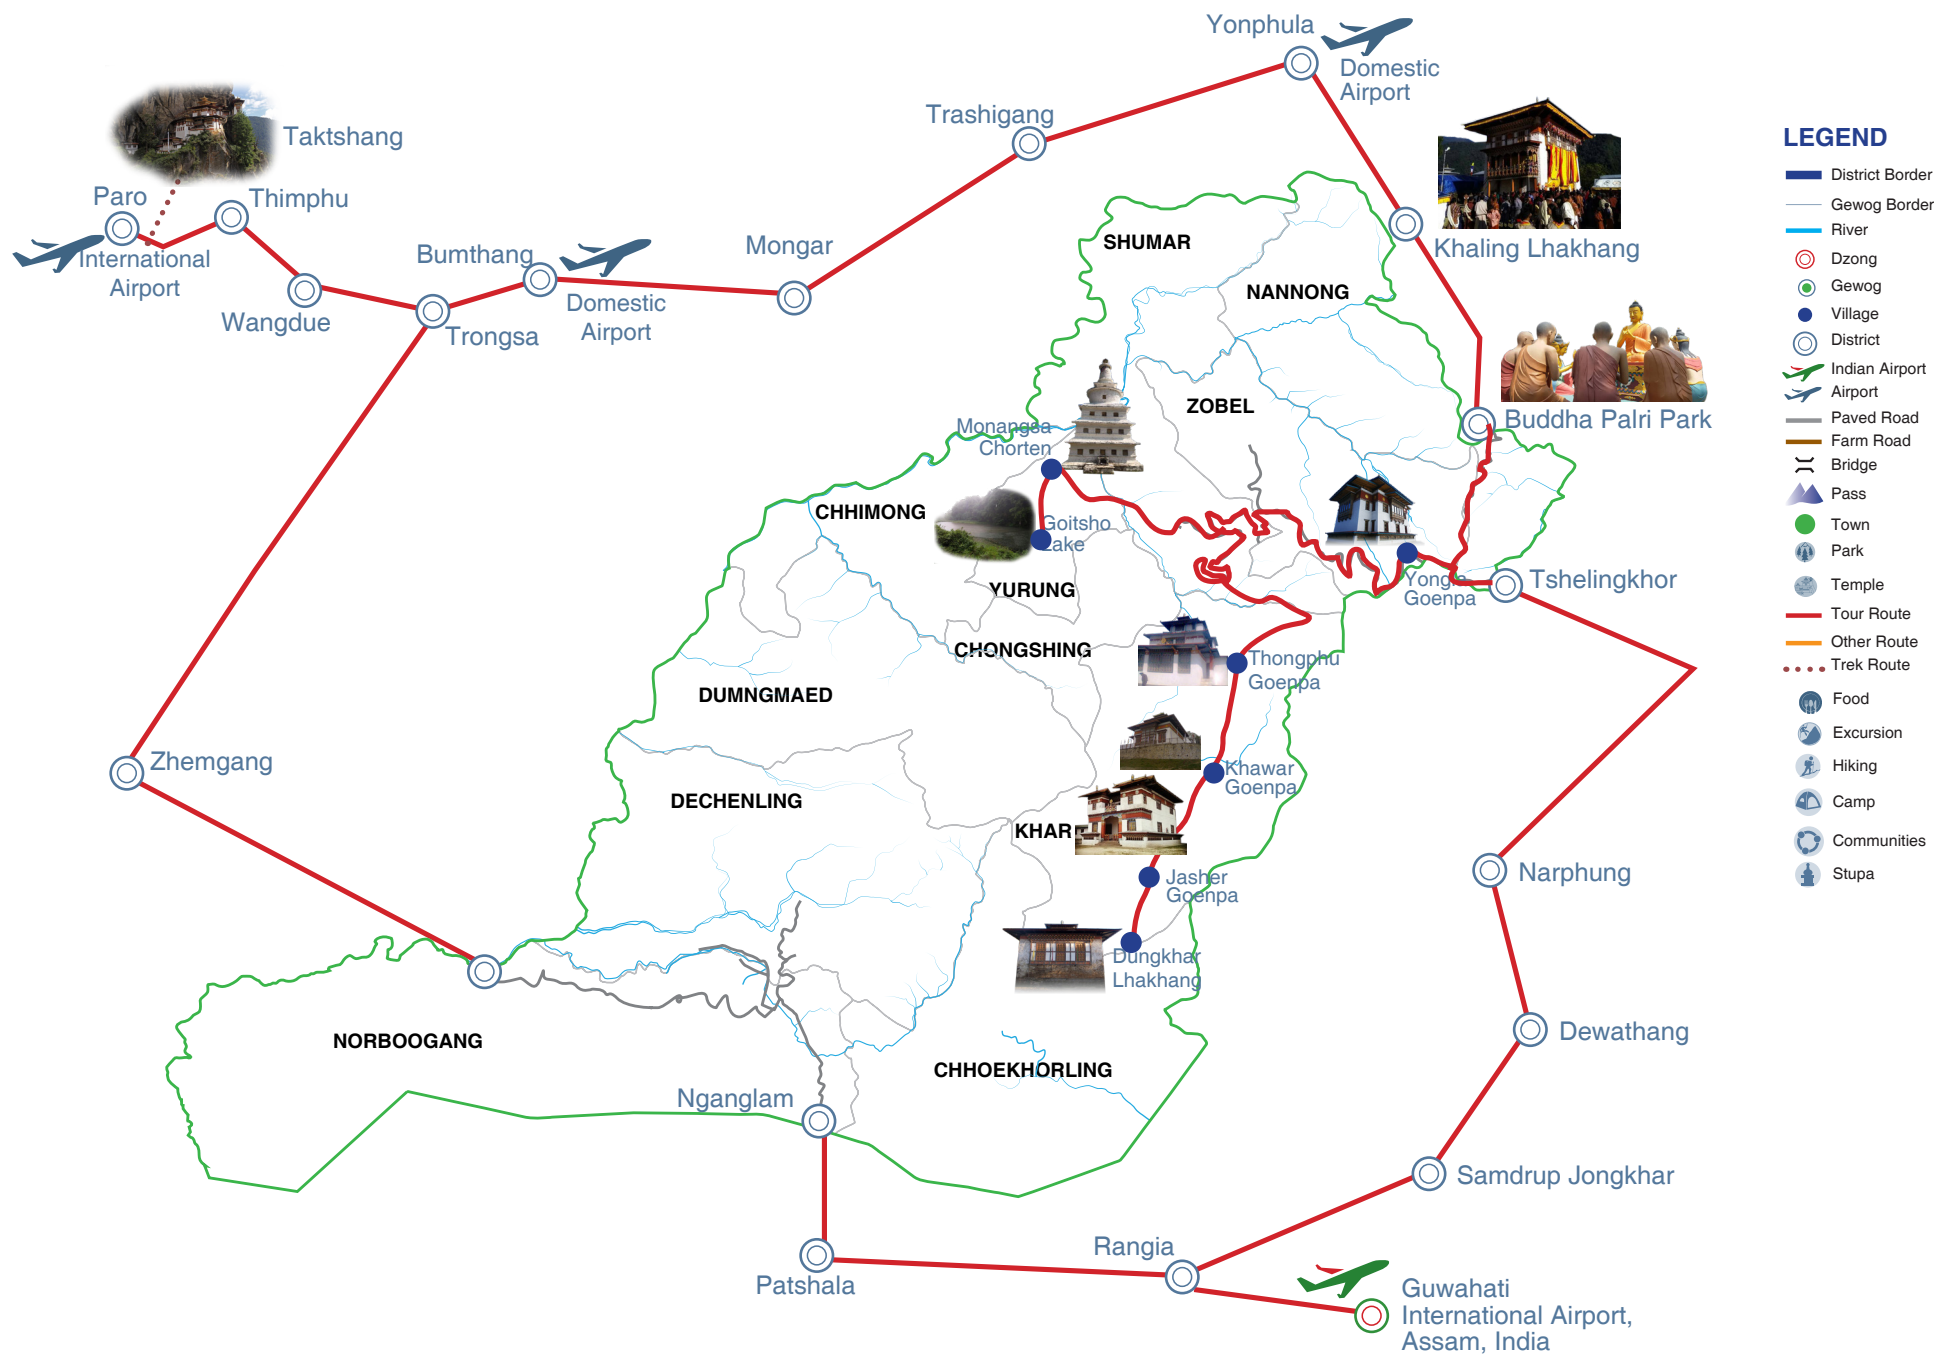 Yonphula
Domestic
Airport
Trashigang
Taktshang
Paro
Thimphu
International
Airport
Bumthang
Mongar
Domestic
Airport
Wangdue
Trongsa
Khaling Lhakhang
SHUMAR
NANNONG
ZOBEL
Buddha Palri Park
Monangsa
Chorten
CHHIMONG
Goitsho
Lake
YURUNG
Yongla
Goenpa
Tshelingkhor
CHONGSHING
Thongphu
Goenpa
DUMNGMAED
Zhemgang
Khawar
Goenpa
DECHENLING
KHAR
Jasher
Goenpa
Narphung
Dungkhar
Lhakhang
NORBOOGANG
CHHOEKHORLING
Dewathang
Nganglam
Samdrup Jongkhar
Rangia
Patshala
Guwahati
International Airport,
Assam, India
LEGEND
District Border
Gewog Border
River
Dzong
Gewog
Village
District
Indian Airport
Airport
Paved Road
Farm Road
Bridge
Pass
Town
Park
Temple
Tour Route
Other Route
Trek Route
Food
Excursion
Hiking
Camp
Communities
Stupa